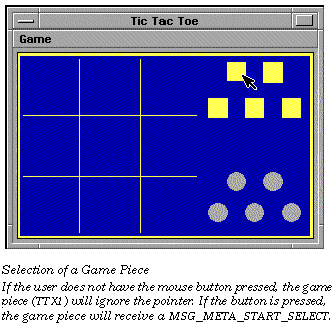 Tic Tac Toe
Game
Selection of a Game Piece
If the user does not have the mouse button pressed, the game
piece (TTX1) will ignore the pointer. If the button is pressed,
the game piece will receive a MSG_META_START_SELECT.